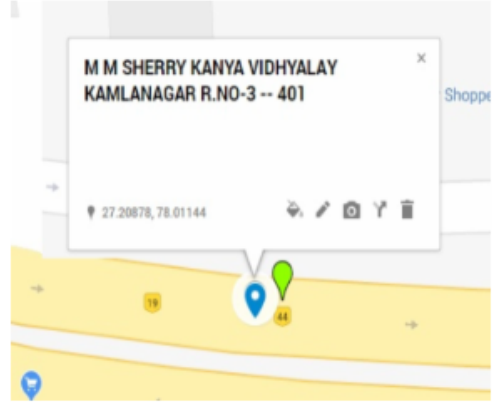 M M SHERRY KANYA VIDHYALAY
KAMLANAGAR R.NO-3 -- 401
Shoppe
27.20878, 78.01144
19
44